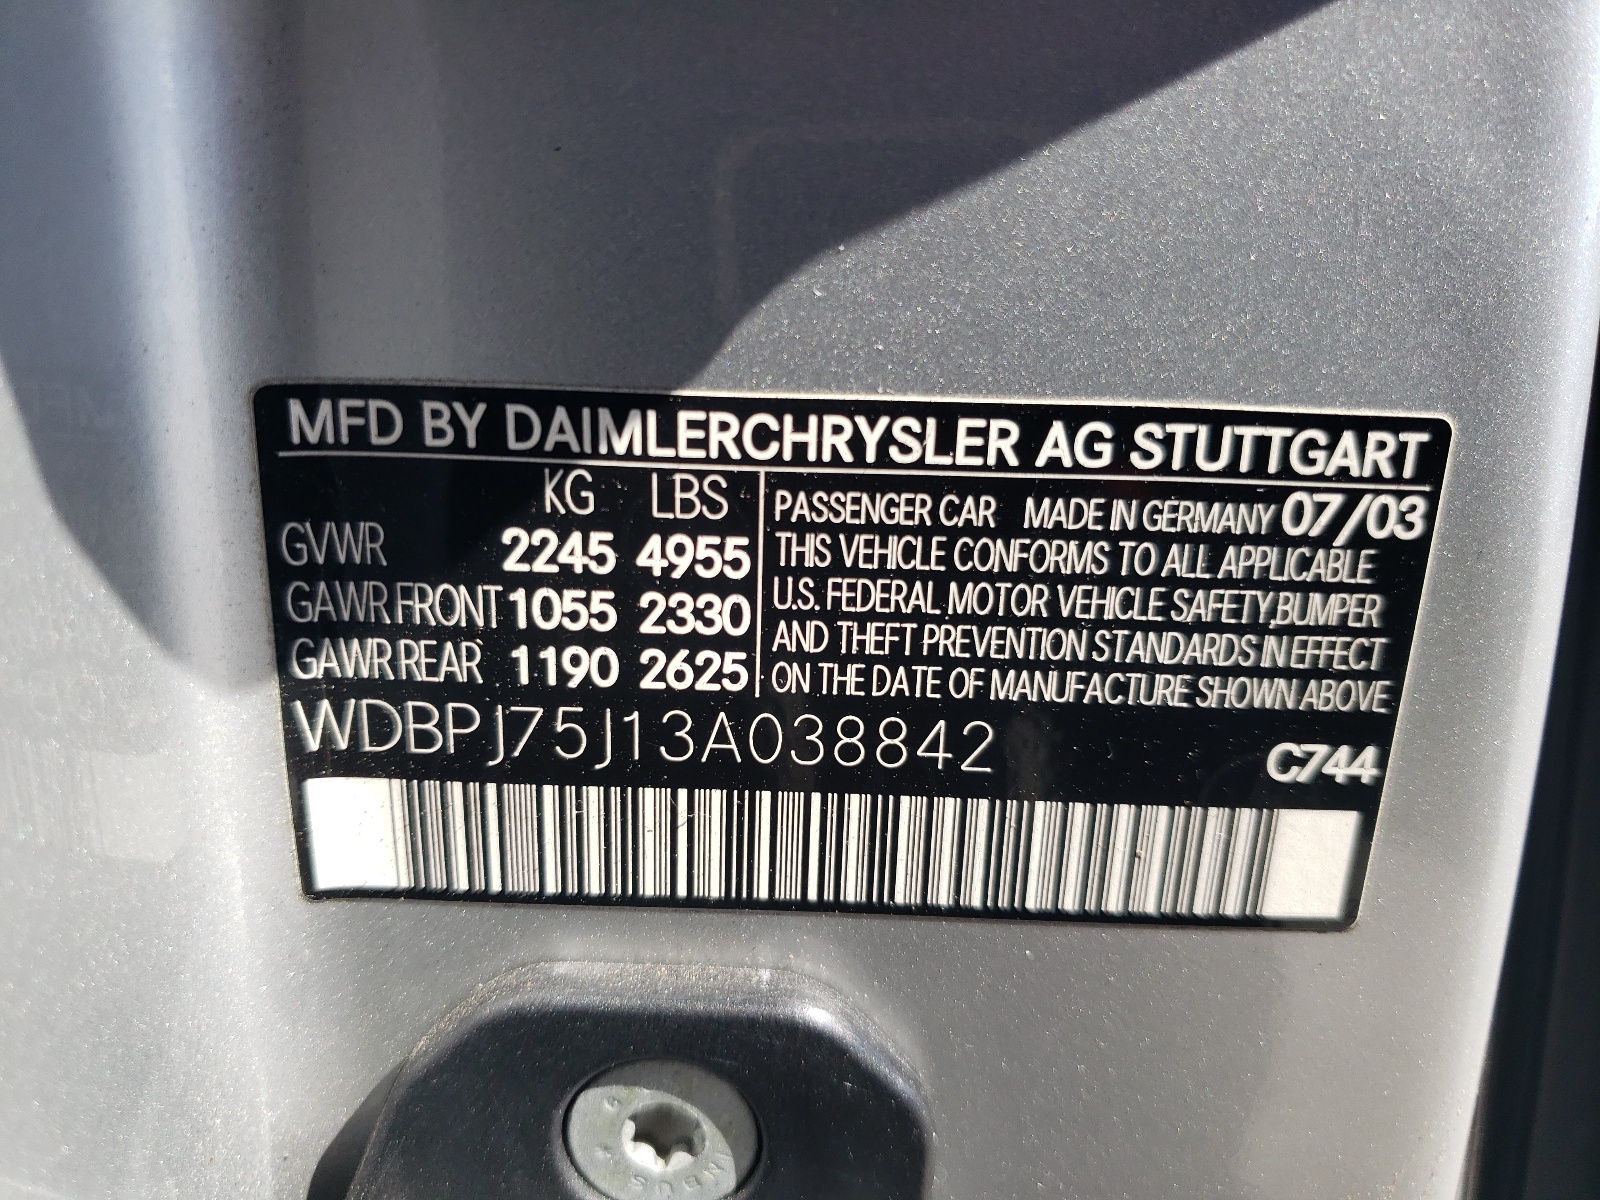 MFD BY DAIMLERCHRYSLER AG STUTTGART
KG LBS
GVWR 2245 4955
GAWR FRONT 1055 2330
GAWR REAR 1190 2625
PASSENGER CAR MADE IN GERMANY 07/03
THIS VEHICLE CONFORMS TO ALL APPLICABLE
U.S. FEDERAL MOTOR VEHICLE SAFETY,BUMPER
AND THEFT PREVENTION STANDARDS IN EFFECT
ON THE DATE OF MANUFACTURE SHOWN ABOVE
WDBPJ75J13A038842
C744